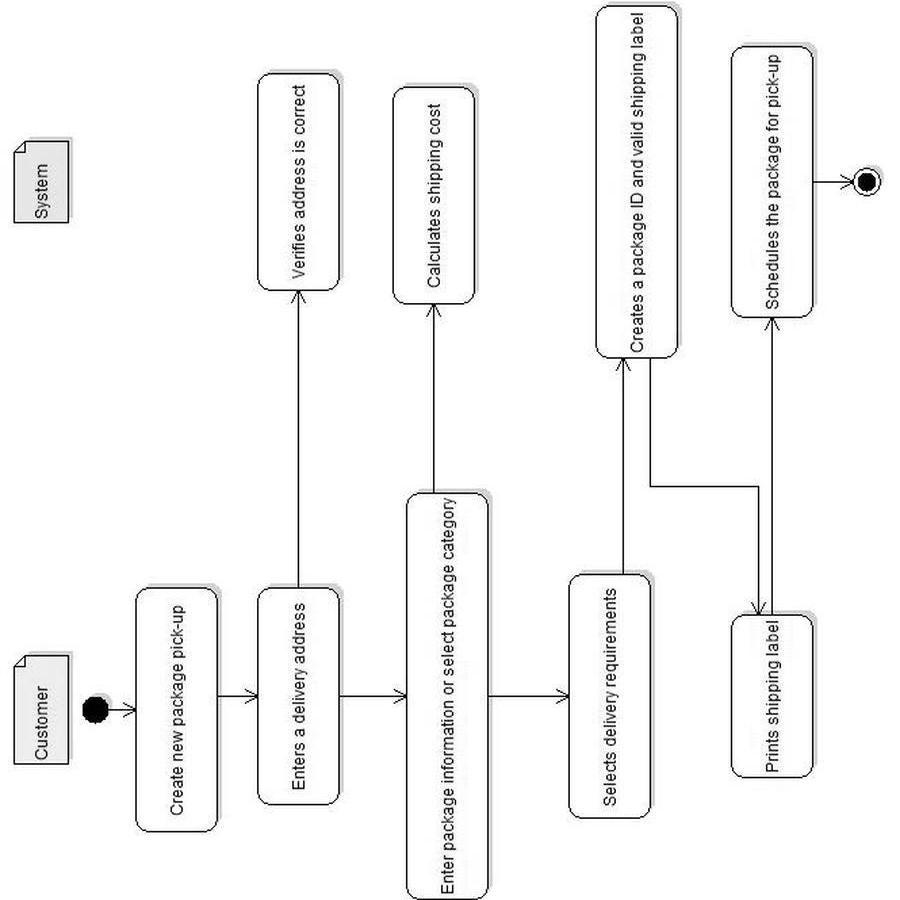 Customer
System
Create new package pick-up
Enters a delivery address
Verifies address is correct
Enter package information or select package category
Calculates shipping cost
Selects delivery requirements
Creates a package ID and valid shipping label
Prints shipping label
Schedules the package for pick-up